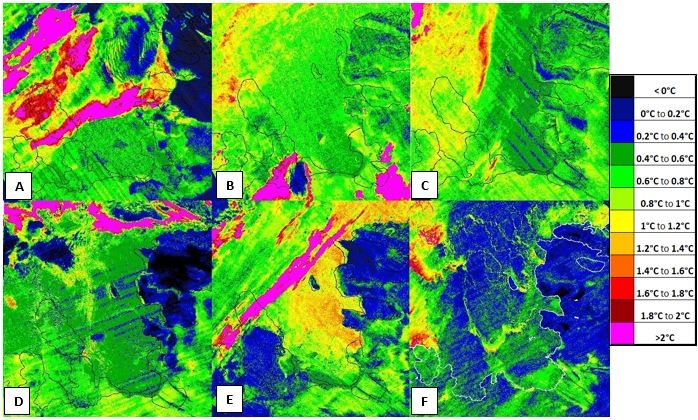 A
B
C
D
E
F
< 0°C
0°C to 0.2°C
0.2°C to 0.4°C
0.4°C to 0.6°C
0.6°C to 0.8°C
0.8°C to 1°C
1°C to 1.2°C
1.2°C to 1.4°C
1.4°C to 1.6°C
1.6°C to 1.8°C
1.8°C to 2°C
>2°C